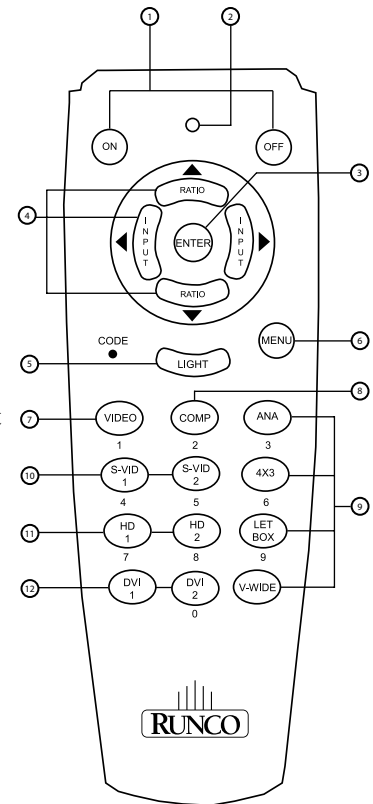 1
2
ON
OFF
RATIO
3
4
INPUT
ENTER
INPUT
RATIO
CODE
MENU
6
5
LIGHT
8
7
VIDEO
COMP
ANA
1
2
3
10
S-VID
1
S-VID
2
4X3
9
4
5
6
11
HD
1
HD
2
LET
BOX
7
8
9
12
DVI
1
DVI
2
V-WIDE
0
RUNCO